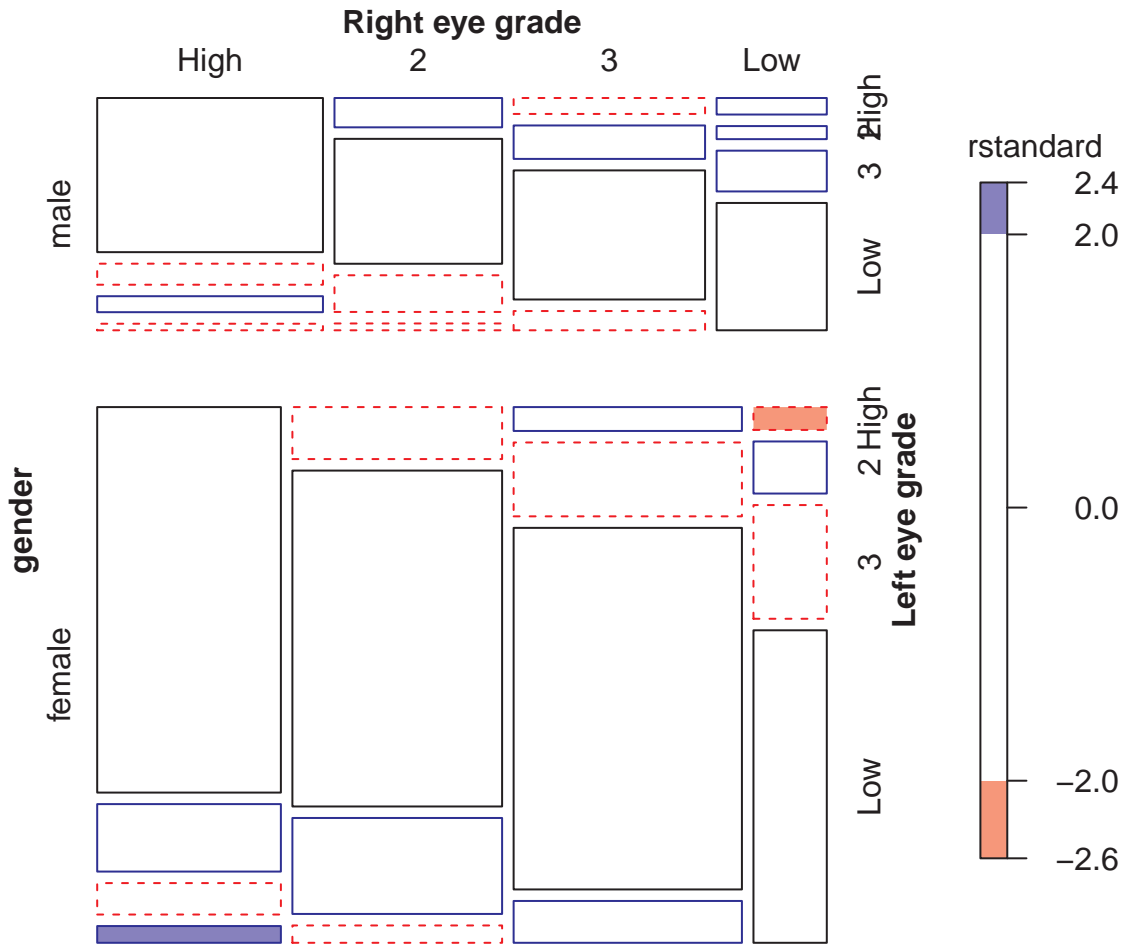 Right eye grade
High 2 3 Low
male
High
2
3
Low
rstandard
2.4
2.0
0.0
−2.0
−2.6
gender
female
High
2
3
Low
Left eye grade